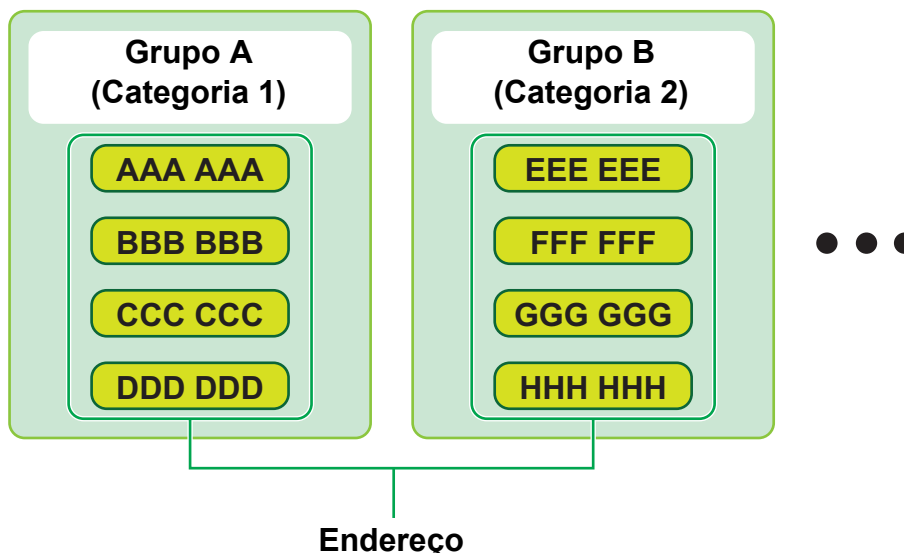 Grupo A
(Categoria 1)
AAA AAA
BBB BBB
CCC CCC
DDD DDD
Grupo B
(Categoria 2)
EEE EEE
FFF FFF
GGG GGG
HHH HHH
Endereço